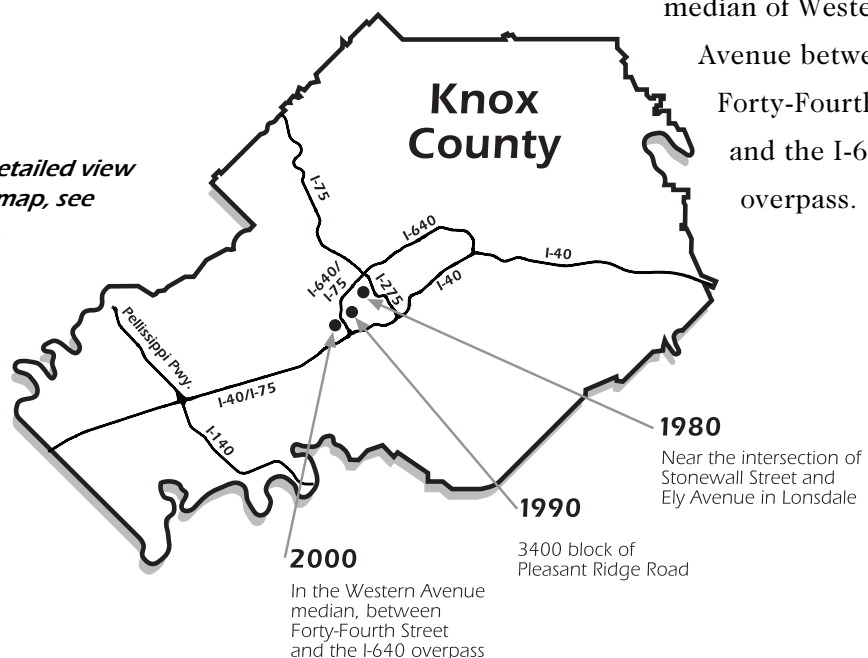 median of Weste
Avenue betwe
Forty-Fourth
and the I-6
overpass.
Knox
County
etailed view
map, see
I-75
I-640
I-40
I-640/
I-75
I-275
I-40
Pellissippi Pwy.
I-40/I-75
I-140
1980
Near the intersection of
Stonewall Street and
Ely Avenue in Lonsdale
1990
3400 block of
Pleasant Ridge Road
2000
In the Western Avenue
median, between
Forty-Fourth Street
and the I-640 overpass